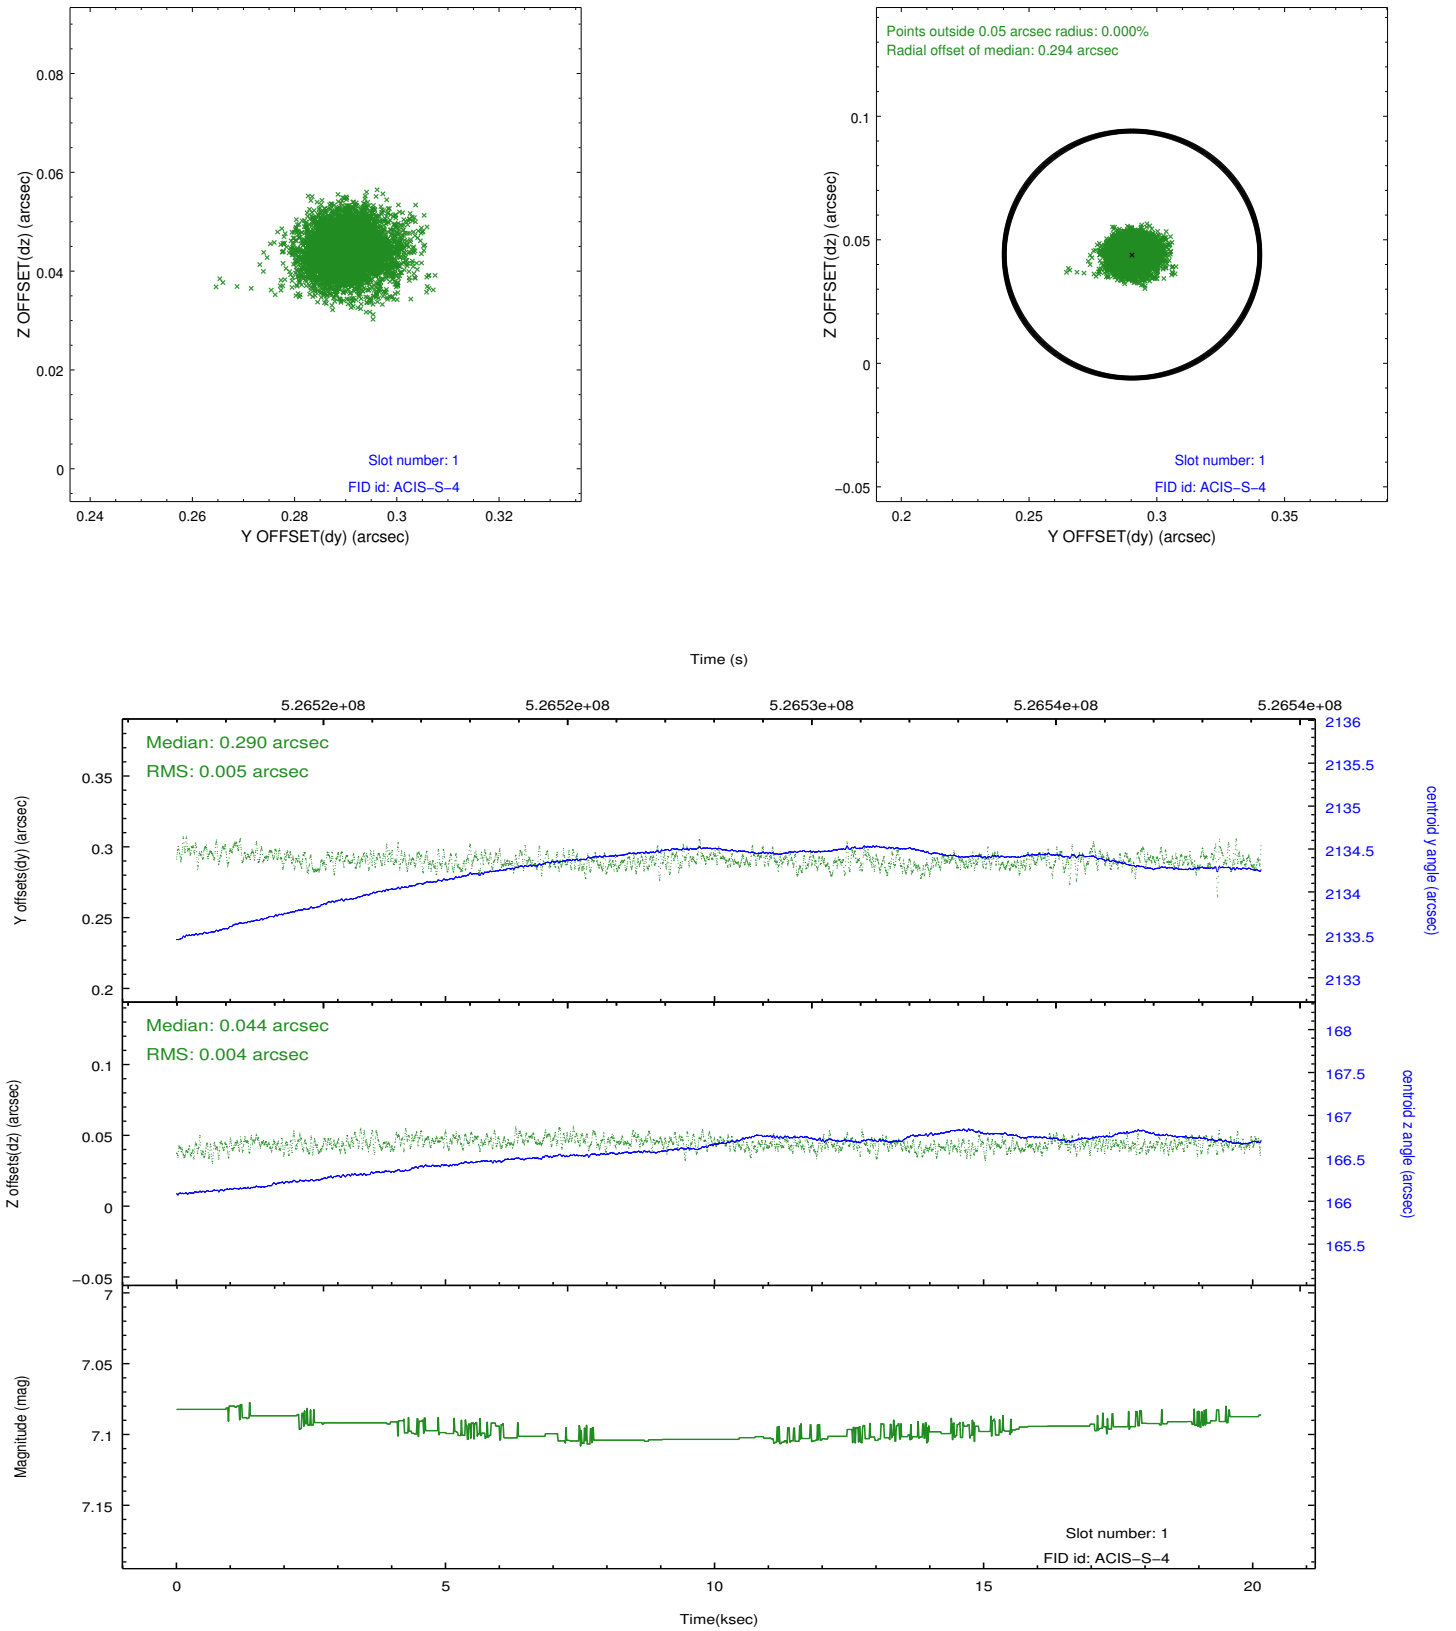 0.08
0.06
0.04
0.02
0
Z OFFSET(dz) (arcsec)
Slot number: 1
FID id: ACIS−S−4
0.24 0.26 0.28 0.3 0.32
Y OFFSET(dy) (arcsec)
Points outside 0.05 arcsec radius: 0.000%
Radial offset of median: 0.294 arcsec
0.1
0.05
0
−0.05
Z OFFSET(dz) (arcsec)
Slot number: 1
FID id: ACIS−S−4
0.2 0.25 0.3 0.35
Y OFFSET(dy) (arcsec)
Time (s)
5.2652e+08 5.2652e+08 5.2653e+08 5.2654e+08 5.2654e+08
Median: 0.290 arcsec
RMS: 0.005 arcsec
0.35
0.3
0.25
0.2
Y offsets(dy) (arcsec)
2136
2135.5
2135
2134.5
2134
2133.5
2133
centroid y angle (arcsec)
Median: 0.044 arcsec
RMS: 0.004 arcsec
0.1
0.05
0
−0.05
Z offsets(dz) (arcsec)
168
167.5
167
166.5
166
165.5
centroid z angle (arcsec)
7
7.05
7.1
7.15
Magnitude (mag)
Slot number: 1
FID id: ACIS−S−4
0 5 10 15 20
Time(ksec)